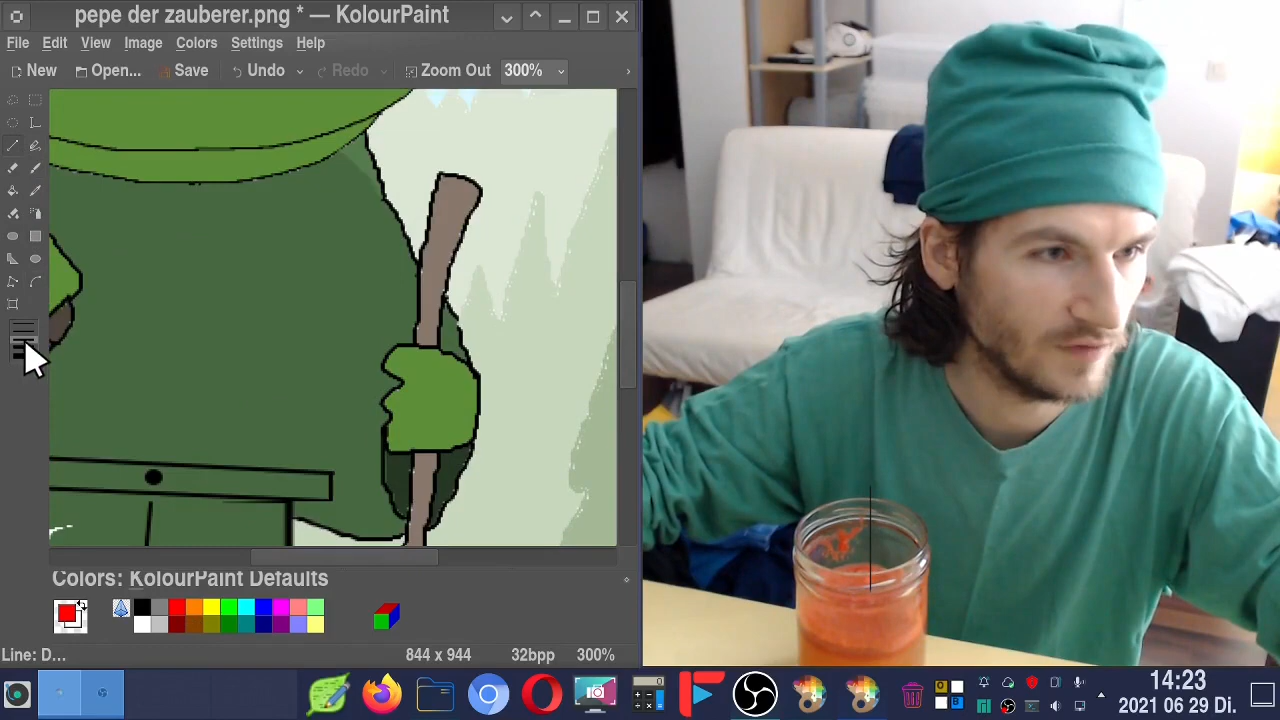 pepe der zauberer.png * — KolourPaint
File Edit View Image Colors Settings Help
New Open... Save Undo Redo Zoom Out 300%
Colors: KolourPaint Defaults
Line: D... 844 x 944 32bpp 300%
14:23
2021 06 29 Di.